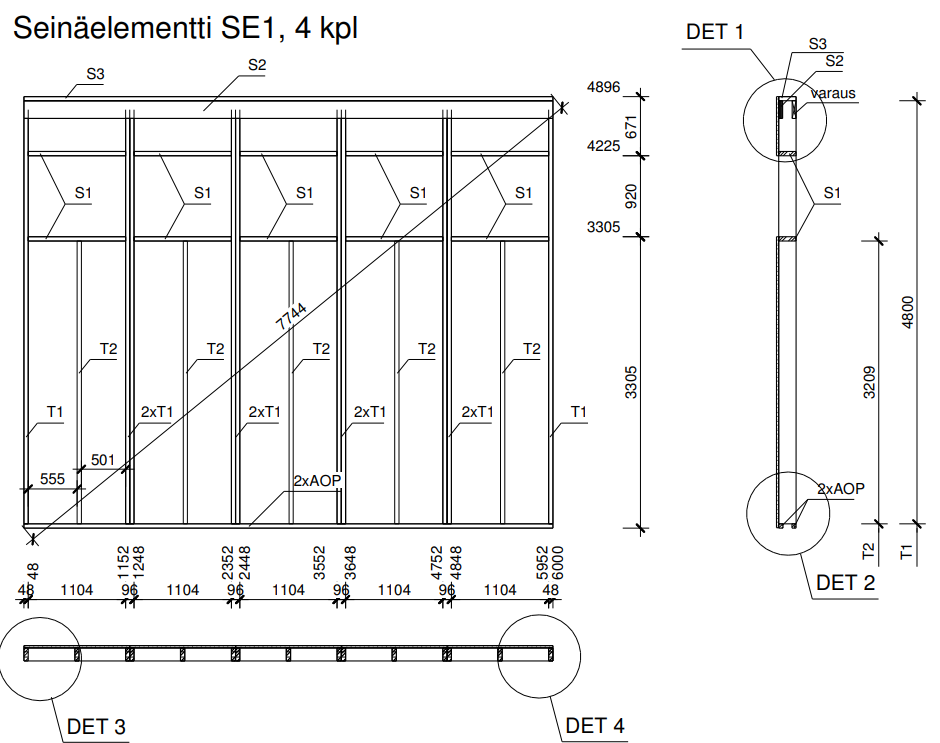 Seinäelementti SE1, 4 kpl
DET 1
S3
S2
S3
S2
varaus
4896
671
4225
920
3305
3305
S1
S1
S1
S1
S1
S1
7744
4800
3209
T2
T2
T2
T2
T2
T1
2xT1
2xT1
2xT1
2xT1
T1
501
555
2xAOP
2xAOP
T2
T1
DET 2
48
1152
1248
2352
2448
3552
3648
4752
4848
5952
6000
48
1104
96
1104
96
1104
96
1104
96
1104
48
DET 3
DET 4